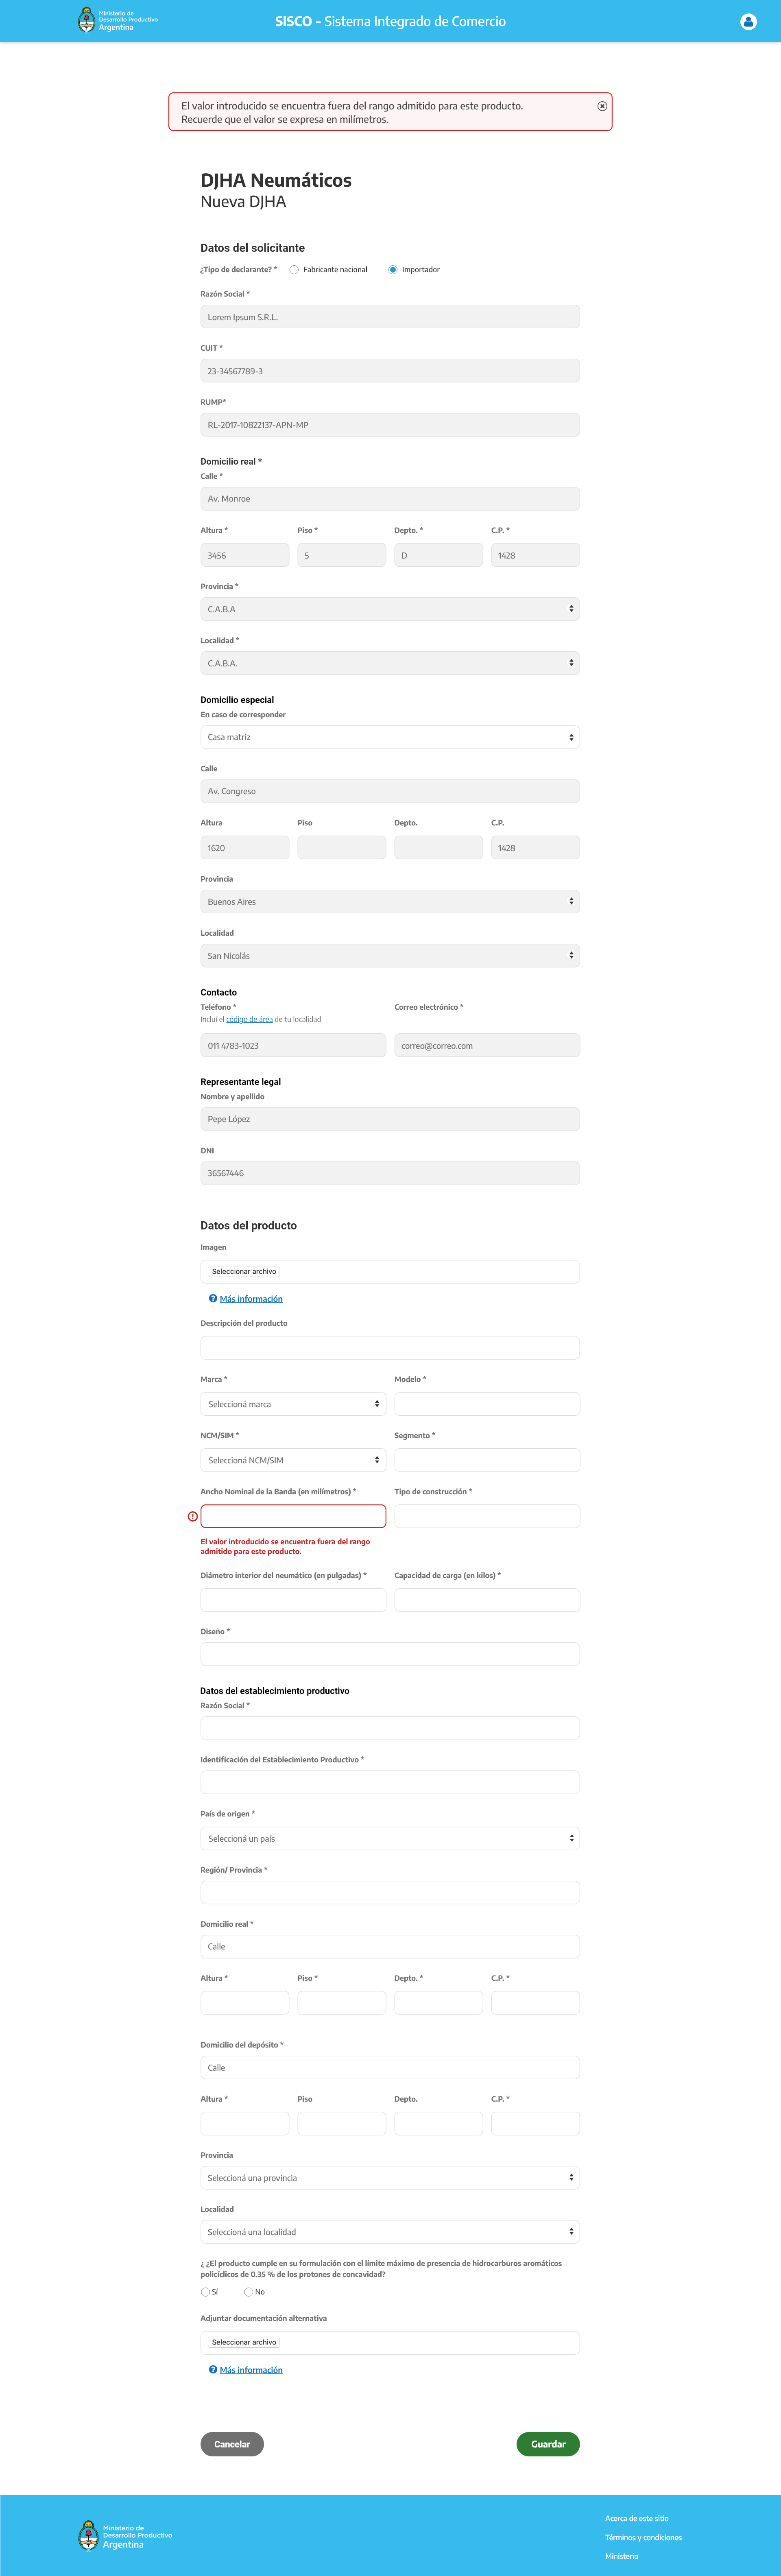 Ministerio de
Desarrollo Productivo
Argentina
SISCO - Sistema Integrado de Comercio
El valor introducido se encuentra fuera del rango admitido para este producto.
Recuerde que el valor se expresa en milímetros.
DJHA Neumáticos
Nueva DJHA
Datos del solicitante
¿Tipo de declarante? * Fabricante nacional Importador
Razón Social *
Lorem Ipsum S.R.L.
CUIT *
23-34567789-3
RUMP*
RL-2017-10822137-APN-MP
Domicilio real *
Calle *
Av. Monroe
Altura * Piso * Depto. * C.P. *
3456 5 D 1428
Provincia *
C.A.B.A
Localidad *
C.A.B.A.
Domicilio especial
En caso de corresponder
Casa matriz
Calle
Av. Congreso
Altura Piso Depto. C.P.
1620 1428
Provincia
Buenos Aires
Localidad
San Nicolás
Contacto
Teléfono * Correo electrónico *
Incluí el código de área de tu localidad
011 4783-1023 correo@correo.com
Representante legal
Nombre y apellido
Pepe López
DNI
36567446
Datos del producto
Imagen
Seleccionar archivo
Más información
Descripción del producto
Marca * Modelo *
Seleccioná marca
NCM/SIM * Segmento *
Seleccioná NCM/SIM
Ancho Nominal de la Banda (en milímetros) * Tipo de construcción *
El valor introducido se encuentra fuera del rango
admitido para este producto.
Diámetro interior del neumático (en pulgadas) * Capacidad de carga (en kilos) *
Diseño *
Datos del establecimiento productivo
Razón Social *
Identificación del Establecimiento Productivo *
País de origen *
Seleccioná un país
Región/ Provincia *
Domicilio real *
Calle
Altura * Piso * Depto. * C.P. *
Domicilio del depósito *
Calle
Altura * Piso Depto. C.P. *
Provincia
Seleccioná una provincia
Localidad
Seleccioná una localidad
¿ ¿El producto cumple en su formulación con el límite máximo de presencia de hidrocarburos aromáticos
policíclicos de 0.35 % de los protones de concavidad?
Sí No
Adjuntar documentación alternativa
Seleccionar archivo
Más información
Cancelar Guardar
Ministerio de
Desarrollo Productivo
Argentina
Acerca de este sitio
Términos y condiciones
Ministerio